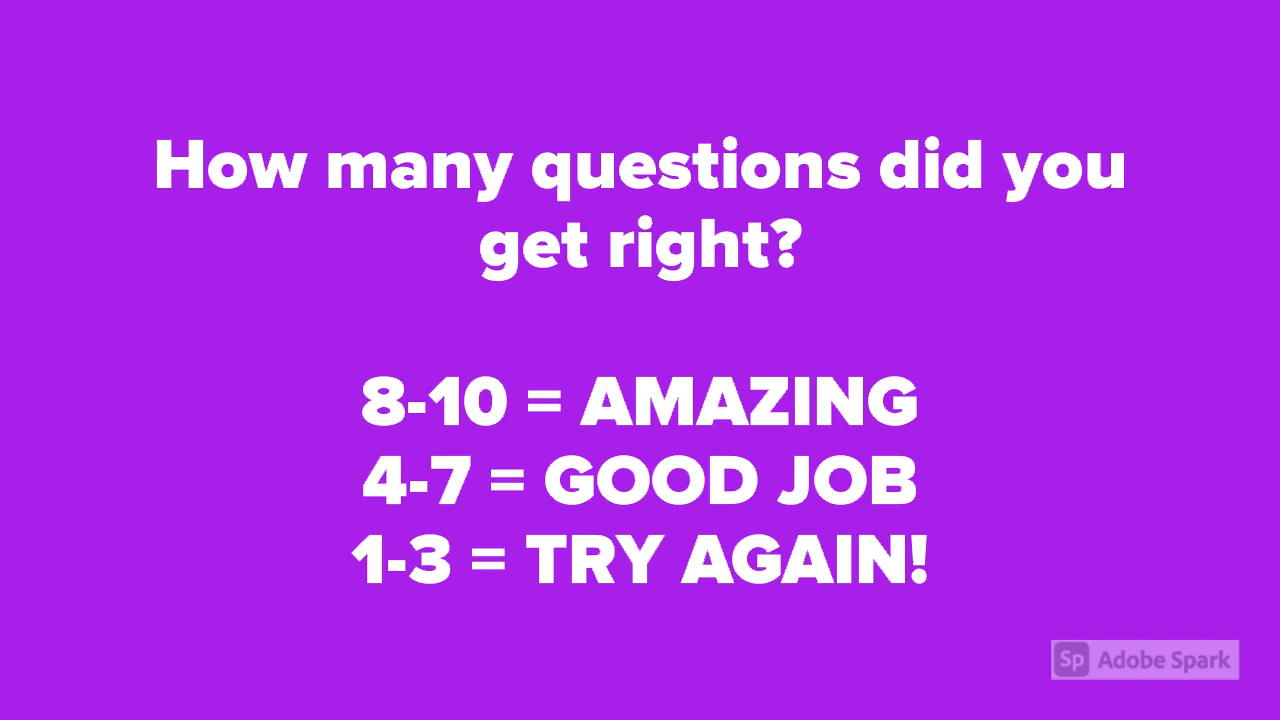 How many questions did you
get right?
8-10 = AMAZING
4-7 = GOOD JOB
1-3 = TRY AGAIN!
Sp Adobe Spark